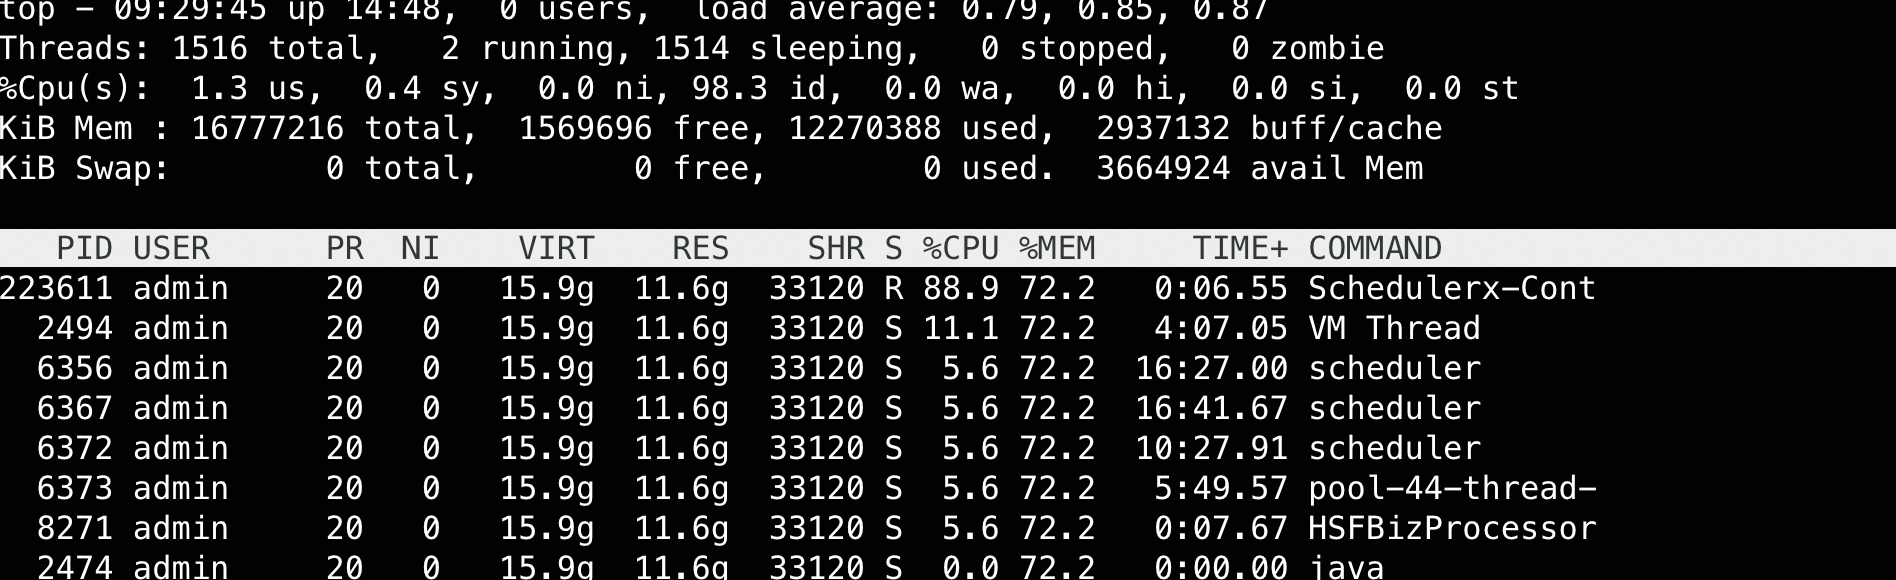 top - 09:29:45 up 14:48,  0 users,  load average: 0.79, 0.85, 0.87
Threads: 1516 total,   2 running, 1514 sleeping,   0 stopped,   0 zombie
%Cpu(s):  1.3 us,  0.4 sy,  0.0 ni, 98.3 id,  0.0 wa,  0.0 hi,  0.0 si,  0.0 st
KiB Mem : 16777216 total,  1569696 free, 12270388 used,  2937132 buff/cache
KiB Swap:        0 total,        0 free,        0 used.  3664924 avail Mem
PID USER      PR  NI    VIRT    RES    SHR S %CPU %MEM     TIME+ COMMAND
223611 admin     20   0   15.9g  11.6g  33120 R 88.9 72.2   0:06.55 Schedulerx-Cont
2494 admin     20   0   15.9g  11.6g  33120 S 11.1 72.2   4:07.05 VM Thread
6356 admin     20   0   15.9g  11.6g  33120 S  5.6 72.2  16:27.00 scheduler
6367 admin     20   0   15.9g  11.6g  33120 S  5.6 72.2  16:41.67 scheduler
6372 admin     20   0   15.9g  11.6g  33120 S  5.6 72.2  10:27.91 scheduler
6373 admin     20   0   15.9g  11.6g  33120 S  5.6 72.2   5:49.57 pool-44-thread-
8271 admin     20   0   15.9g  11.6g  33120 S  5.6 72.2   0:07.67 HSFBizProcessor
2474 admin     20   0   15.9g  11.6g  33120 S  0.0 72.2   0:00.00 java